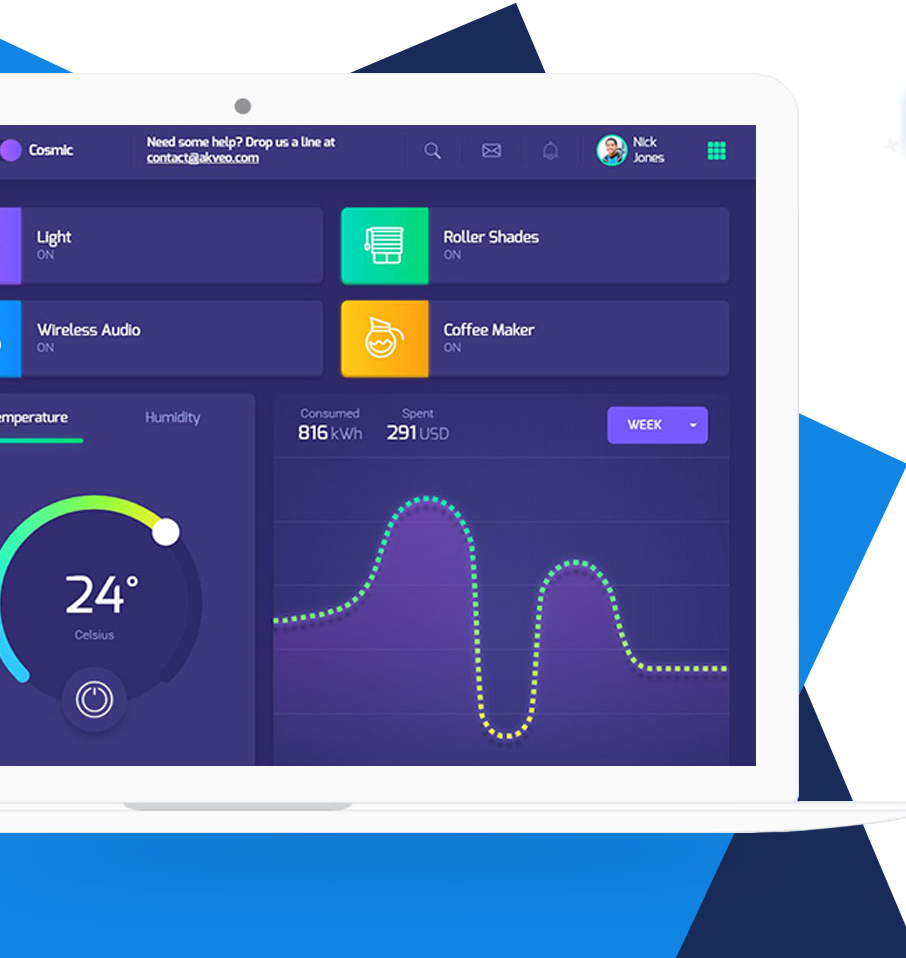 Cosmic
Need some help? Drop us a line at
contact@akveo.com
Nick
Jones
Light
ON
Roller Shades
ON
Wireless Audio
ON
Coffee Maker
ON
emperature
Humidity
Consumed
Spent
816 kWh
291 USD
WEEK
24°
Celsius